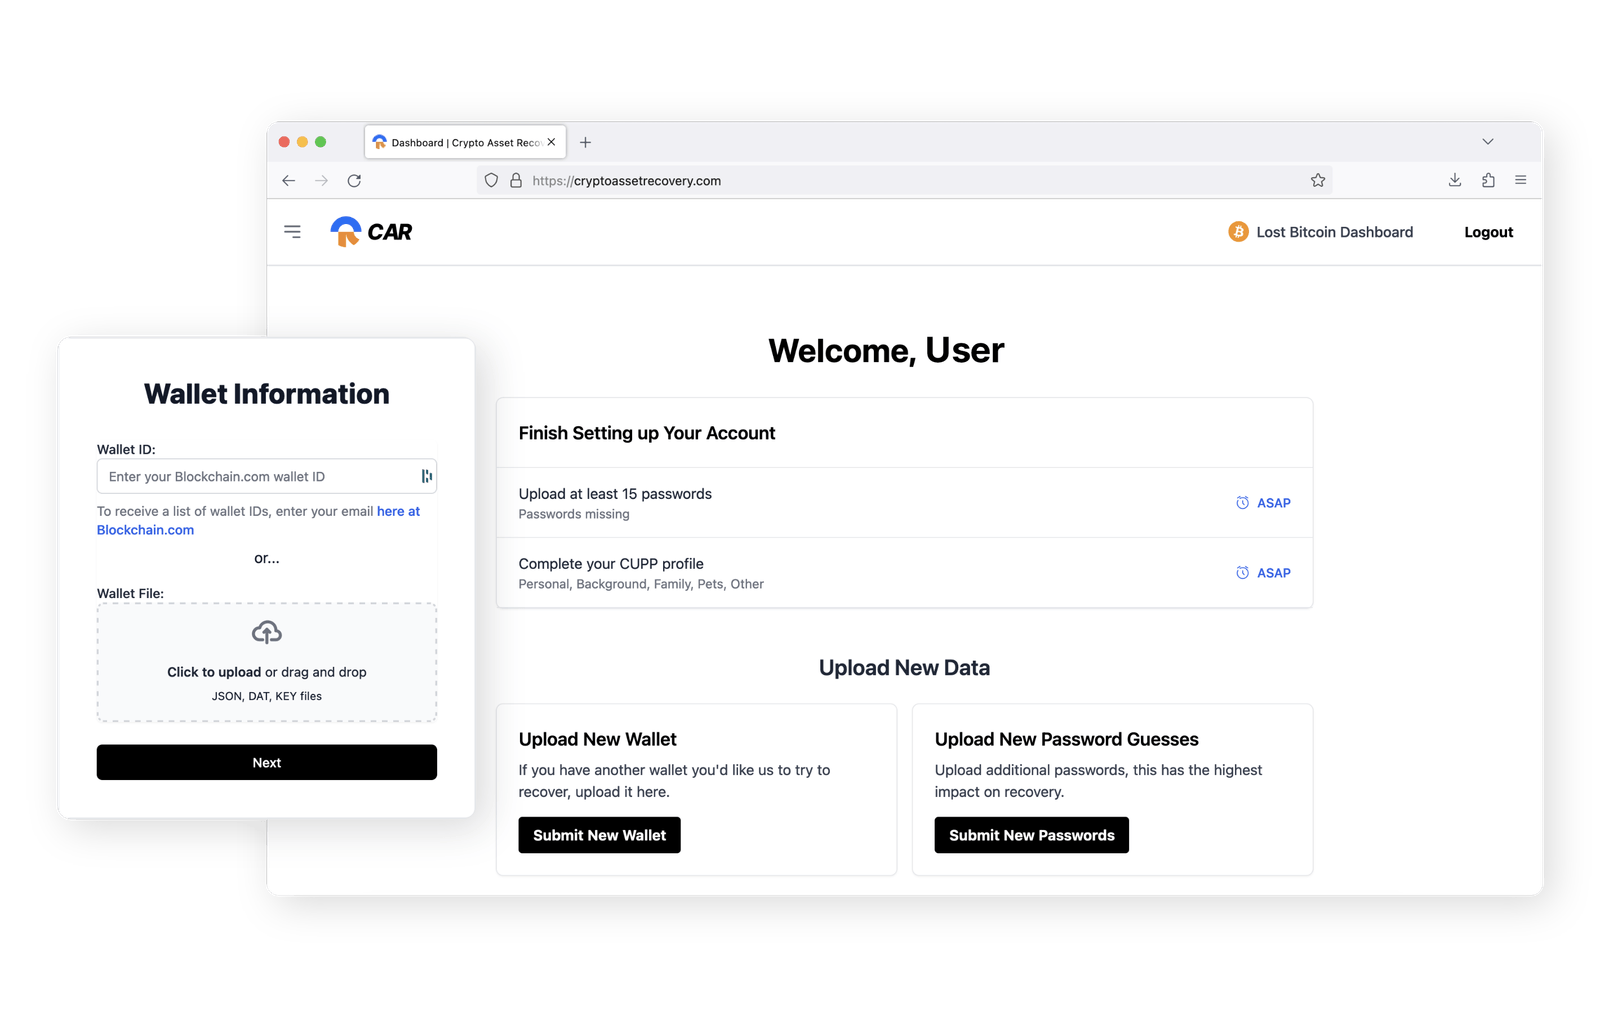 Dashboard | Crypto Asset Reco
https://cryptoassetrecovery.com
CAR
Lost Bitcoin Dashboard
Logout
Welcome, User
Finish Setting up Your Account
Upload at least 15 passwords
Passwords missing
ASAP
Complete your CUPP profile
Personal, Background, Family, Pets, Other
ASAP
Upload New Data
Upload New Wallet
If you have another wallet you'd like us to try to
recover, upload it here.
Submit New Wallet
Upload New Password Guesses
Upload additional passwords, this has the highest
impact on recovery.
Submit New Passwords
Wallet Information
Wallet ID:
Enter your Blockchain.com wallet ID
To receive a list of wallet IDs, enter your email here at
Blockchain.com
or...
Wallet File:
Click to upload or drag and drop
JSON, DAT, KEY files
Next